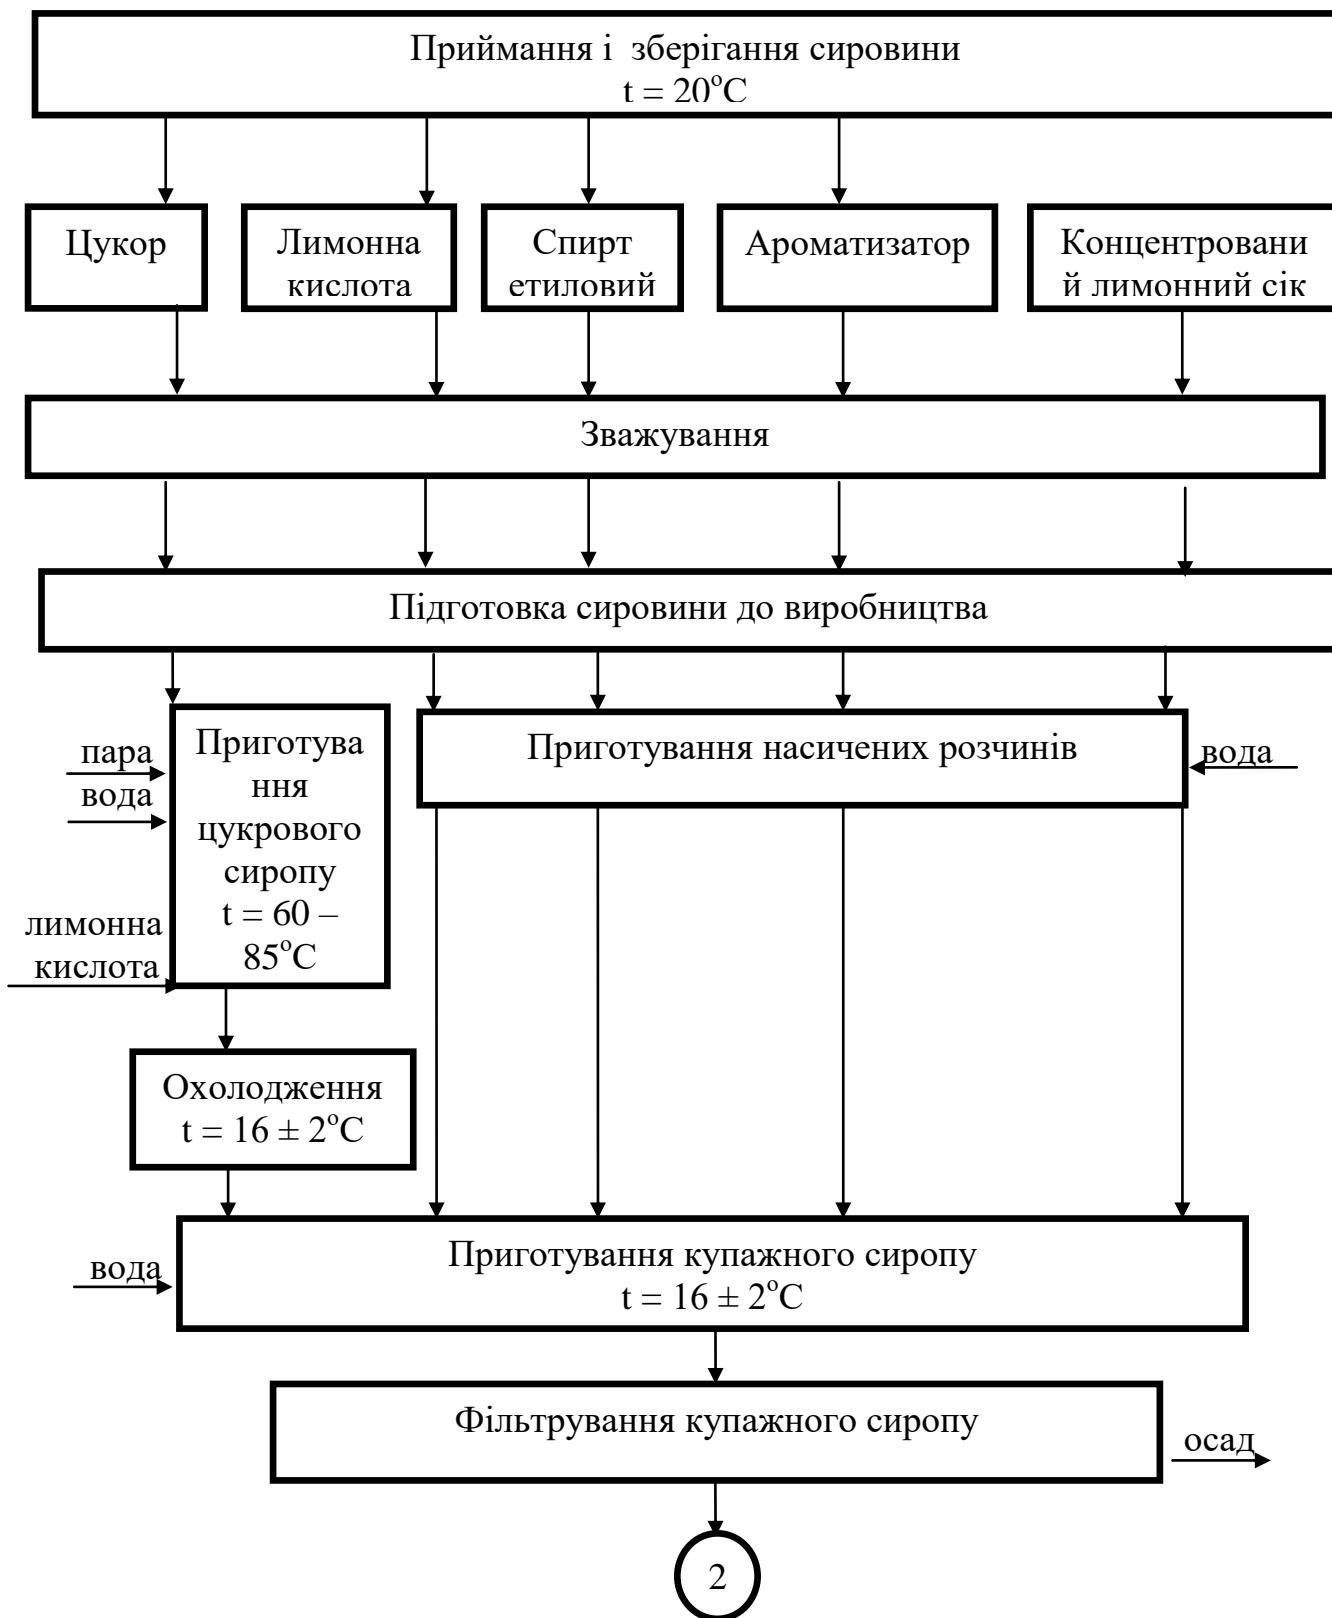 Приймання і зберігання сировини
t = 20°C
Цукор
Лимонна
кислота
Спирт
етиловий
Ароматизатор
Концентровани
й лимонний сік
Зважування
Підготовка сировини до виробництва
пара
вода
лимонна
кислота
Приготува
ння
цукрового
сиропу
t = 60 –
85°C
Приготування насичених розчинів
вода
Охолодження
t = 16 ± 2°C
вода
Приготування купажного сиропу
t = 16 ± 2°C
Фільтрування купажного сиропу
осад
2